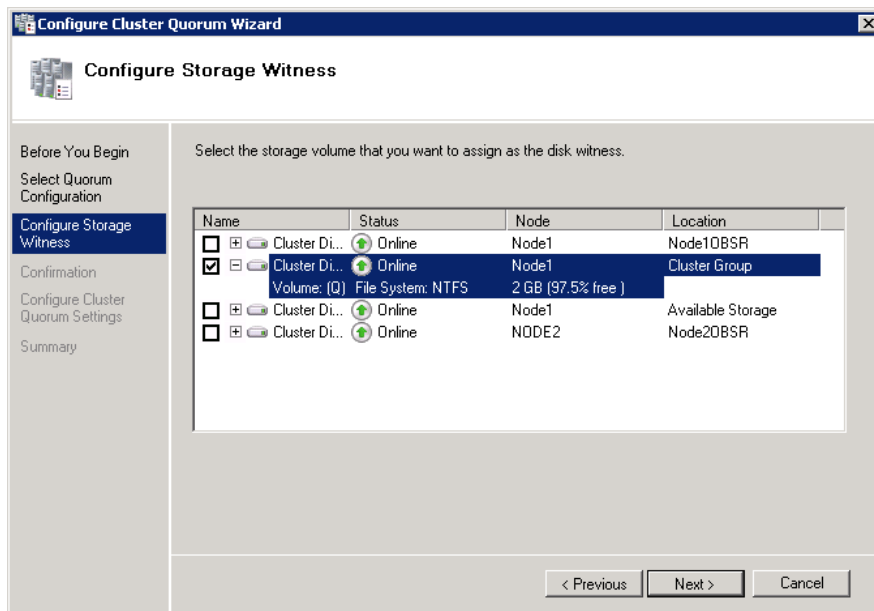 Configure Cluster Quorum Wizard
Configure Storage Witness
Before You Begin
Select Quorum
Configuration
Configure Storage
Witness
Confirmation
Configure Cluster
Quorum Settings
Summary
Select the storage volume that you want to assign as the disk witness.
Name Status Node Location
Cluster Di... Online Node1 Node1OBSR
Cluster Di... Online Node1 Cluster Group
Volume: (Q) File System: NTFS 2 GB (97.5% free )
Cluster Di... Online Node1 Available Storage
Cluster Di... Online NODE2 Node2OBSR
< Previous Next > Cancel